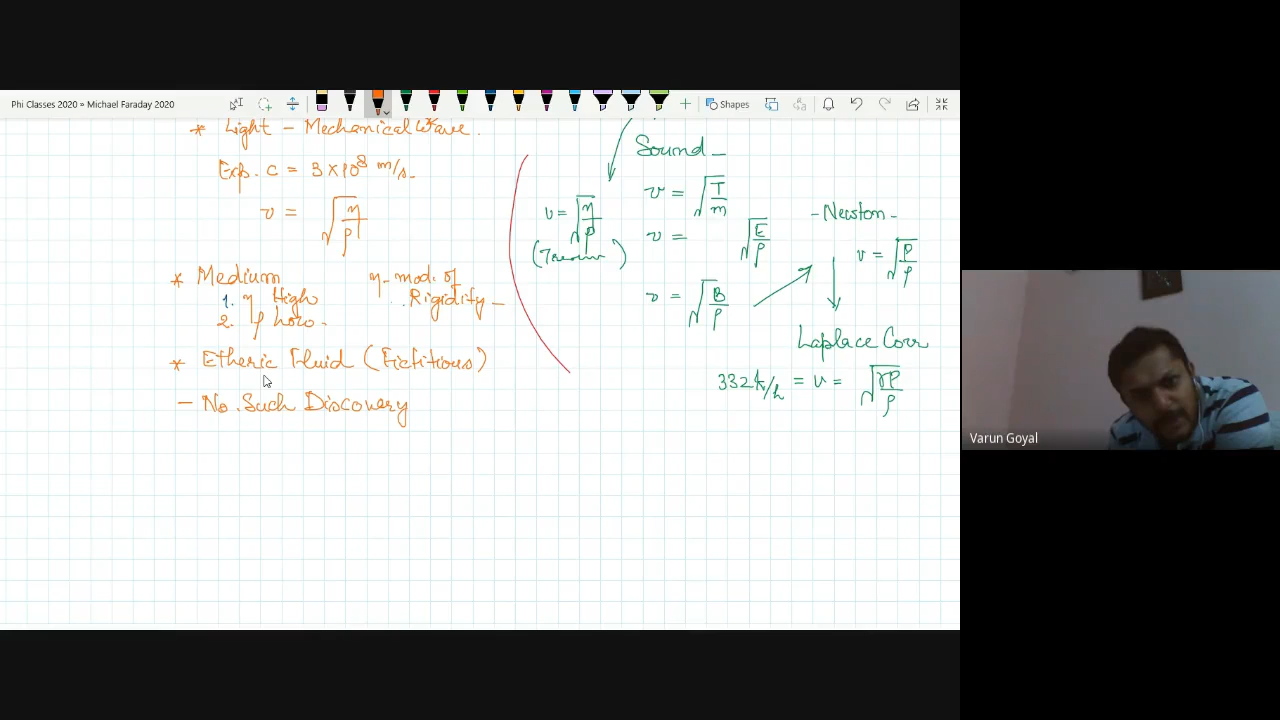 Phi Classes 2020 » Michael Faraday 2020
Shapes
* Light - Mechanical Wave.
Exp. c = 3×10⁸ m/s.
v = √(η/ρ)
* Medium
1. η High
2. ρ Low.
η - mod. of
Rigidity -
* Etheric Fluid (Fictitious)
- No. Such Discovery
v = √(η/ρ)
Sound -
v = √(T/m)
v = √(E/ρ)
v = √(B/ρ)
- Newton -
v = √(P/ρ)
Laplace Corr
332 = v = √(γP/ρ)
Varun Goyal